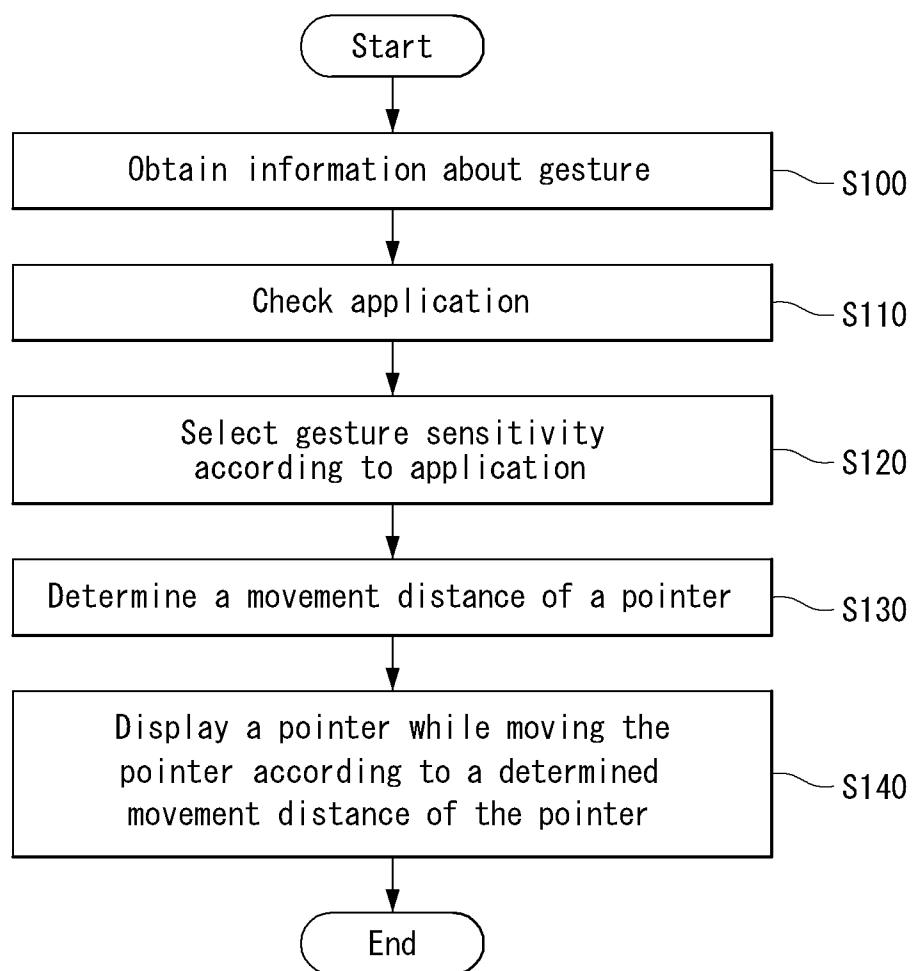 Start
Obtain information about gesture
S100
Check application
S110
Select gesture sensitivity
according to application
S120
Determine a movement distance of a pointer
S130
Display a pointer while moving the
pointer according to a determined
movement distance of the pointer
S140
End